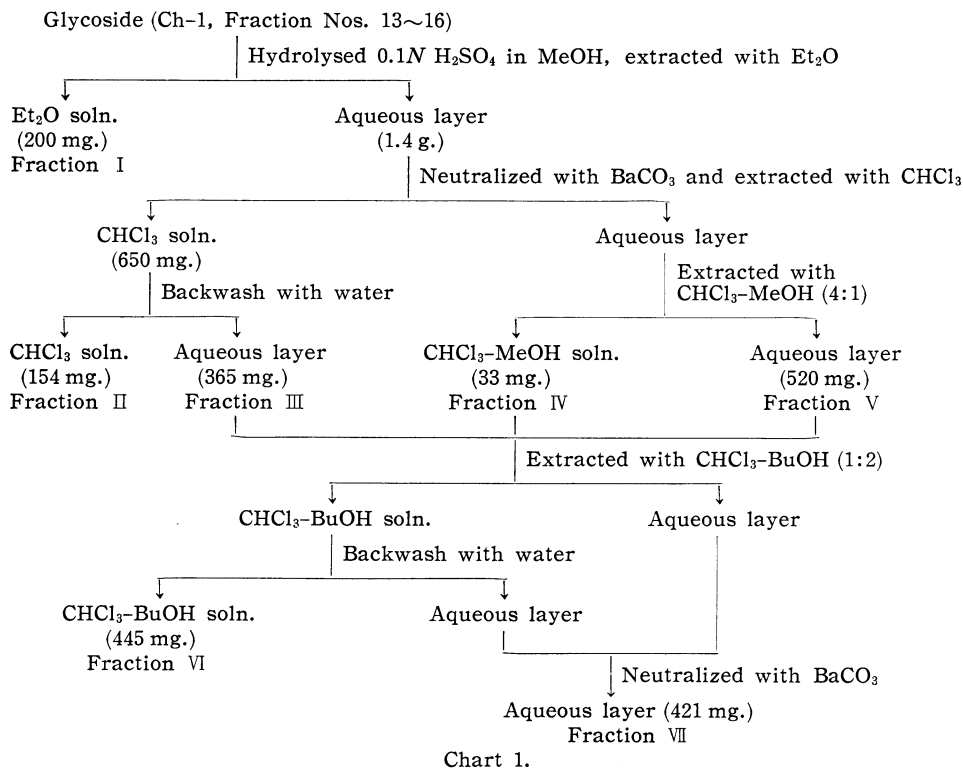 Glycoside (Ch-1, Fraction Nos. 13~16)
Hydrolysed 0.1N H₂SO₄ in MeOH, extracted with Et₂O
Et₂O soln.
(200 mg.)
Fraction Ⅰ
Aqueous layer
(1.4 g.)
Neutralized with BaCO₃ and extracted with CHCl₃
CHCl₃ soln.
(650 mg.)
Backwash with water
Aqueous layer
Extracted with
CHCl₃-MeOH (4:1)
CHCl₃ soln.
(154 mg.)
Fraction Ⅱ
Aqueous layer
(365 mg.)
Fraction Ⅲ
CHCl₃-MeOH soln.
(33 mg.)
Fraction Ⅳ
Aqueous layer
(520 mg.)
Fraction Ⅴ
Extracted with CHCl₃-BuOH (1:2)
CHCl₃-BuOH soln.
Aqueous layer
Backwash with water
CHCl₃-BuOH soln.
(445 mg.)
Fraction Ⅵ
Aqueous layer
Neutralized with BaCO₃
Aqueous layer (421 mg.)
Fraction Ⅶ
Chart 1.